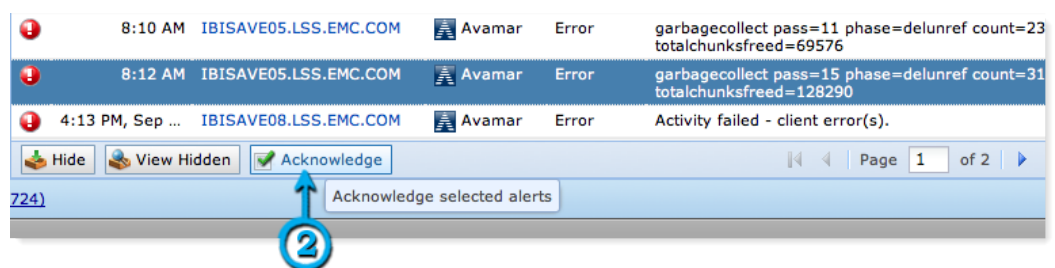 8:10 AM IBISAVE05.LSS.EMC.COM Avamar Error garbagecollect pass=11 phase=delunref count=23
totalchunksfreed=69576
8:12 AM IBISAVE05.LSS.EMC.COM Avamar Error garbagecollect pass=15 phase=delunref count=31
totalchunksfreed=128290
4:13 PM, Sep ... IBISAVE08.LSS.EMC.COM Avamar Error Activity failed - client error(s).
Hide View Hidden Acknowledge Page 1 of 2
724) Acknowledge selected alerts
2